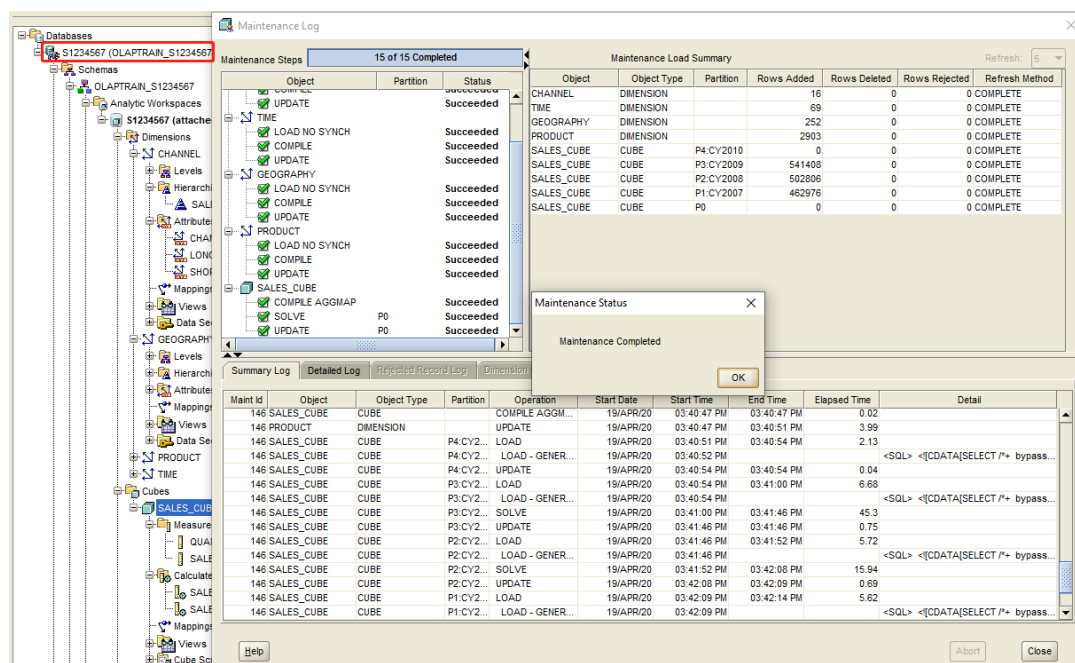 Databases
S1234567 (OLAPTRAIN_S1234567
Schemas
OLAPTRAIN_S1234567
Analytic Workspaces
S1234567 (attache
Dimensions
CHANNEL
Levels
Hierarchi
SAL
Attribute
CHAN
LONG
SHOR
Mappings
Views
Data Se
GEOGRAPHY
Levels
Hierarchi
Attribute
Mappings
Views
Data Se
PRODUCT
TIME
Cubes
SALES_CUB
Measure
QUAN
SALE
Calculate
SALE
SALE
Mappings
Views
Cube Scr
Maintenance Log
Maintenance Steps 15 of 15 Completed
Object Partition Status
COMPILE Succeeded
UPDATE Succeeded
TIME
LOAD NO SYNCH Succeeded
COMPILE Succeeded
UPDATE Succeeded
GEOGRAPHY
LOAD NO SYNCH Succeeded
COMPILE Succeeded
UPDATE Succeeded
PRODUCT
LOAD NO SYNCH Succeeded
COMPILE Succeeded
UPDATE Succeeded
SALES_CUBE
COMPILE AGGMAP Succeeded
SOLVE P0 Succeeded
UPDATE P0 Succeeded
Maintenance Load Summary Refresh: 5
Object Object Type Partition Rows Added Rows Deleted Rows Rejected Refresh Method
CHANNEL DIMENSION 16 0 0 COMPLETE
TIME DIMENSION 69 0 0 COMPLETE
GEOGRAPHY DIMENSION 252 0 0 COMPLETE
PRODUCT DIMENSION 2903 0 0 COMPLETE
SALES_CUBE CUBE P4:CY2010 0 0 0 COMPLETE
SALES_CUBE CUBE P3:CY2009 541408 0 0 COMPLETE
SALES_CUBE CUBE P2:CY2008 502806 0 0 COMPLETE
SALES_CUBE CUBE P1:CY2007 462976 0 0 COMPLETE
SALES_CUBE CUBE P0 0 0 0 COMPLETE
Maintenance Status
Maintenance Completed
OK
Summary Log Detailed Log Rejected Record Log Dimension
Maint Id Object Object Type Partition Operation Start Date Start Time End Time Elapsed Time Detail
146 SALES_CUBE CUBE COMPILE AGGM... 19/APR/20 03:40:47 PM 03:40:47 PM 0.02
146 PRODUCT DIMENSION UPDATE 19/APR/20 03:40:47 PM 03:40:51 PM 3.99
146 SALES_CUBE CUBE P4:CY2... LOAD 19/APR/20 03:40:51 PM 03:40:54 PM 2.13
146 SALES_CUBE CUBE P4:CY2... LOAD - GENER... 19/APR/20 03:40:52 PM <SQL> <![CDATA[SELECT /*+ bypass...
146 SALES_CUBE CUBE P4:CY2... UPDATE 19/APR/20 03:40:54 PM 03:40:54 PM 0.04
146 SALES_CUBE CUBE P3:CY2... LOAD 19/APR/20 03:40:54 PM 03:41:00 PM 6.68
146 SALES_CUBE CUBE P3:CY2... LOAD - GENER... 19/APR/20 03:40:54 PM <SQL> <![CDATA[SELECT /*+ bypass...
146 SALES_CUBE CUBE P3:CY2... SOLVE 19/APR/20 03:41:00 PM 03:41:46 PM 45.3
146 SALES_CUBE CUBE P3:CY2... UPDATE 19/APR/20 03:41:46 PM 03:41:46 PM 0.75
146 SALES_CUBE CUBE P2:CY2... LOAD 19/APR/20 03:41:46 PM 03:41:52 PM 5.72
146 SALES_CUBE CUBE P2:CY2... LOAD - GENER... 19/APR/20 03:41:46 PM <SQL> <![CDATA[SELECT /*+ bypass...
146 SALES_CUBE CUBE P2:CY2... SOLVE 19/APR/20 03:41:52 PM 03:42:08 PM 15.94
146 SALES_CUBE CUBE P2:CY2... UPDATE 19/APR/20 03:42:08 PM 03:42:09 PM 0.69
146 SALES_CUBE CUBE P1:CY2... LOAD 19/APR/20 03:42:09 PM 03:42:14 PM 5.62
146 SALES_CUBE CUBE P1:CY2... LOAD - GENER... 19/APR/20 03:42:09 PM <SQL> <![CDATA[SELECT /*+ bypass...
Help Abort Close